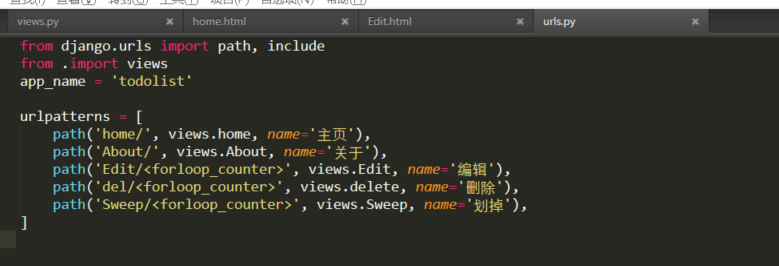 查找(I) 查看(V) 转到(G) 工具(T) 项目(P) 首选项(N) 帮助(H)
views.py × home.html × Edit.html × urls.py ×
from django.urls import path, include
from .import views
app_name = 'todolist'
urlpatterns = [
path('home/', views.home, name='主页'),
path('About/', views.About, name='关于'),
path('Edit/<forloop_counter>', views.Edit, name='编辑'),
path('del/<forloop_counter>', views.delete, name='删除'),
path('Sweep/<forloop_counter>', views.Sweep, name='划掉'),
]